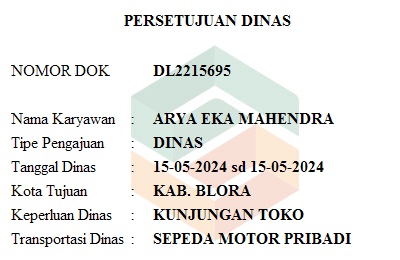 PERSETUJUAN DINAS
NOMOR DOK DL2215695
Nama Karyawan : ARYA EKA MAHENDRA
Tipe Pengajuan : DINAS
Tanggal Dinas : 15-05-2024 sd 15-05-2024
Kota Tujuan : KAB. BLORA
Keperluan Dinas : KUNJUNGAN TOKO
Transportasi Dinas : SEPEDA MOTOR PRIBADI